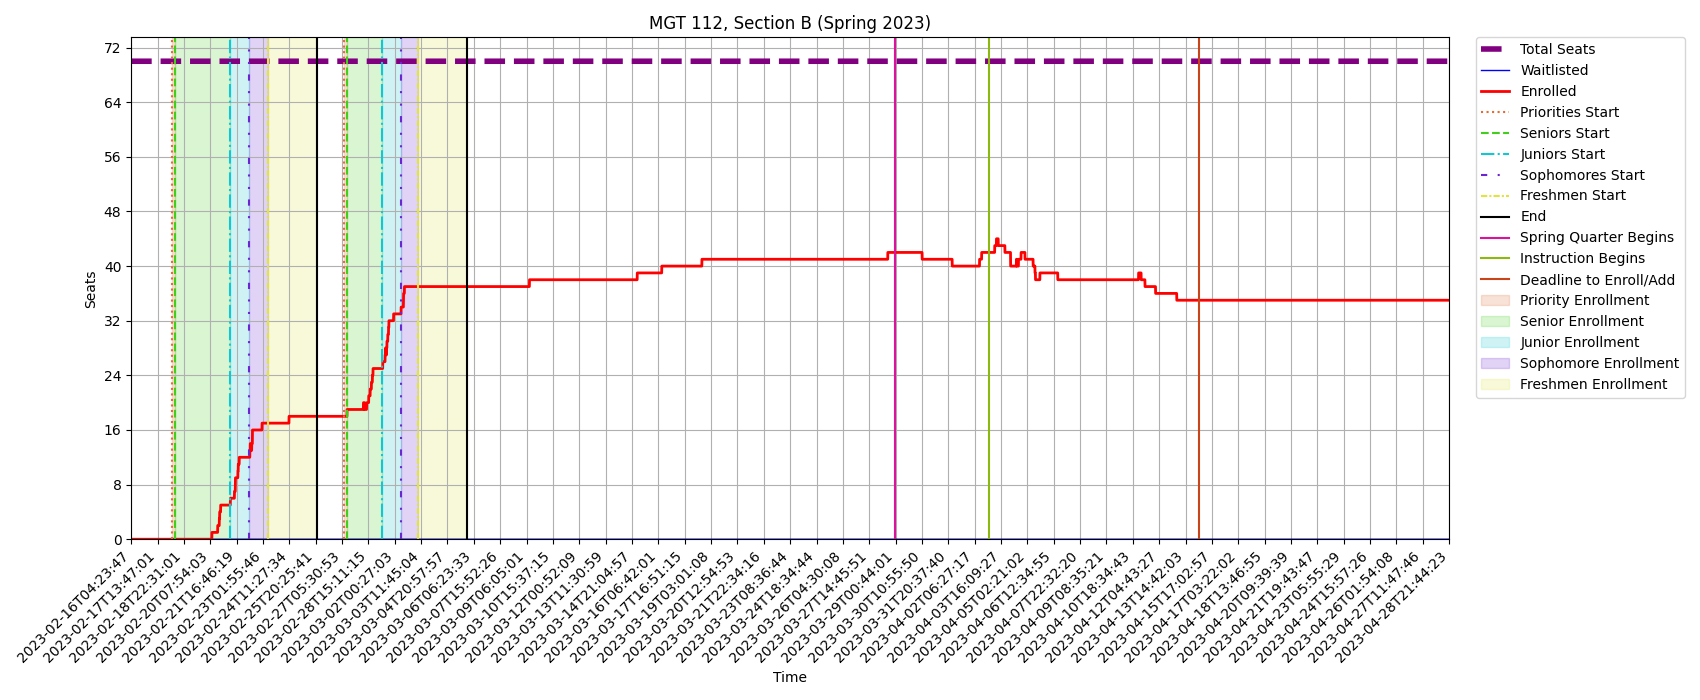 MGT 112, Section B (Spring 2023)
72
64
56
48
40
32
24
16
8
0
Seats
2023-02-16T04:23:47
2023-02-17T13:47:01
2023-02-18T22:31:01
2023-02-20T07:54:03
2023-02-21T16:46:19
2023-02-23T01:55:46
2023-02-24T11:27:34
2023-02-25T20:25:41
2023-02-27T05:30:53
2023-02-28T15:11:15
2023-03-02T00:27:03
2023-03-03T11:45:04
2023-03-04T20:57:57
2023-03-06T06:23:33
2023-03-07T15:52:26
2023-03-09T06:05:01
2023-03-10T15:37:15
2023-03-12T00:52:09
2023-03-13T11:30:59
2023-03-14T21:04:57
2023-03-16T06:42:01
2023-03-17T16:51:15
2023-03-19T03:01:08
2023-03-20T12:54:53
2023-03-21T22:34:16
2023-03-23T08:36:44
2023-03-24T18:34:44
2023-03-26T04:30:08
2023-03-27T14:45:51
2023-03-29T00:44:01
2023-03-30T10:55:50
2023-03-31T20:37:40
2023-04-02T06:27:17
2023-04-03T16:09:27
2023-04-05T02:21:02
2023-04-06T12:34:55
2023-04-07T22:32:20
2023-04-09T08:35:21
2023-04-10T18:34:43
2023-04-12T04:43:27
2023-04-13T14:42:03
2023-04-15T17:02:57
2023-04-17T03:22:02
2023-04-18T13:46:55
2023-04-20T09:39:39
2023-04-21T19:43:47
2023-04-23T05:55:29
2023-04-24T15:57:26
2023-04-26T01:54:08
2023-04-27T11:47:46
2023-04-28T21:44:23
Time
Total Seats
Waitlisted
Enrolled
Priorities Start
Seniors Start
Juniors Start
Sophomores Start
Freshmen Start
End
Spring Quarter Begins
Instruction Begins
Deadline to Enroll/Add
Priority Enrollment
Senior Enrollment
Junior Enrollment
Sophomore Enrollment
Freshmen Enrollment